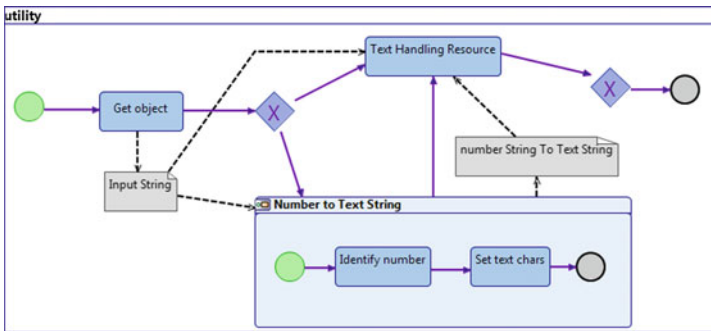 utility
Text Handling Resource
Get object
X
X
number String To Text String
Input String
Number to Text String
Identify number
Set text chars